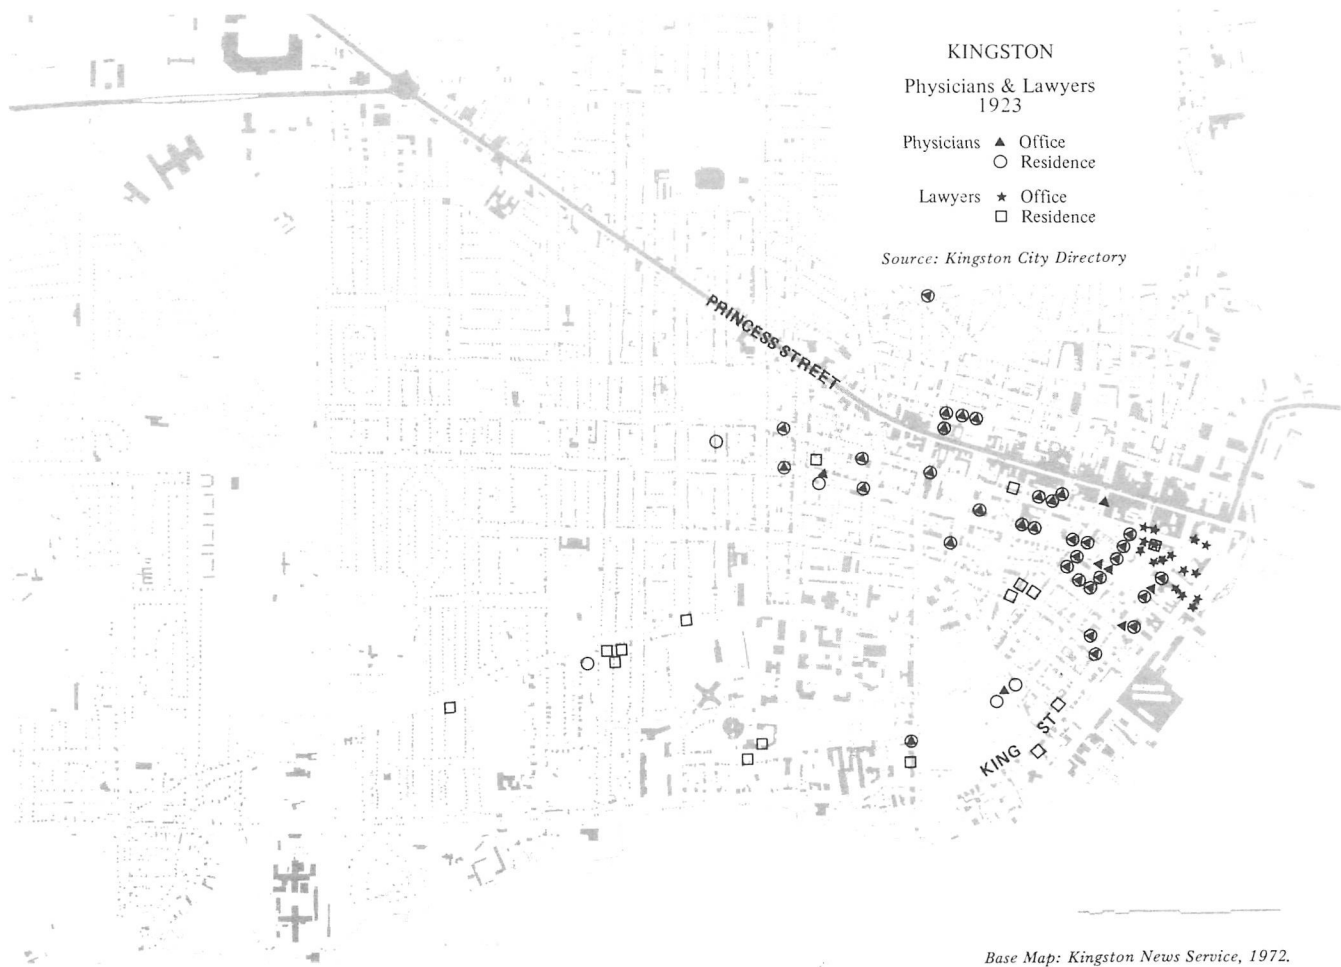 KINGSTON
Physicians & Lawyers
1923
Physicians ▲ Office
○ Residence
Lawyers ★ Office
□ Residence
Source: Kingston City Directory
PRINCESS STREET
KING ST
Base Map: Kingston News Service, 1972.